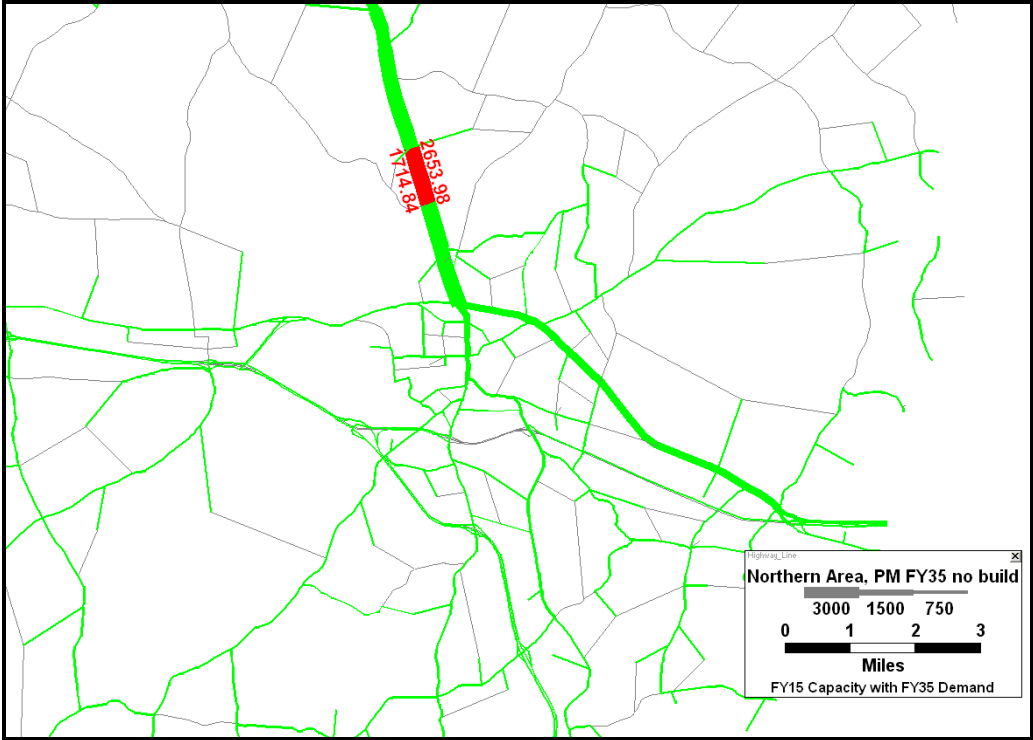 2653.98
1714.84
Highway_Line
Northern Area, PM FY35 no build
3000 1500 750
0 1 2 3
Miles
FY15 Capacity with FY35 Demand